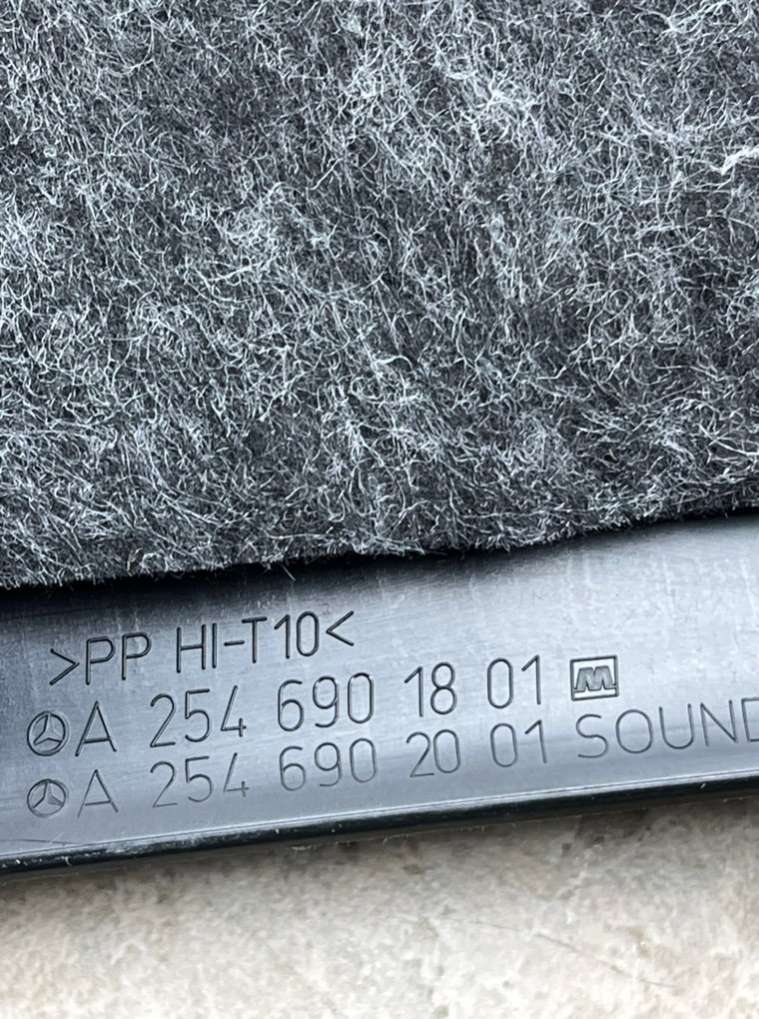 >PP HI-T10<
A 254 690 18 01
A 254 690 20 01 SOUND